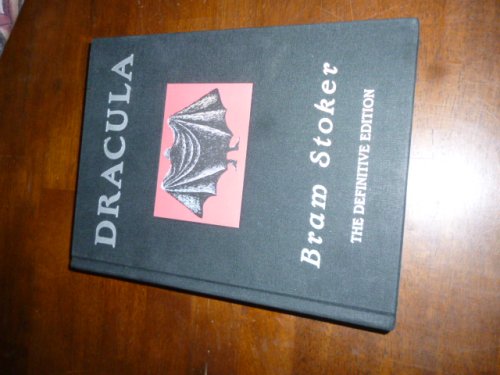 DRACULA
Bram Stoker
THE DEFINITIVE EDITION